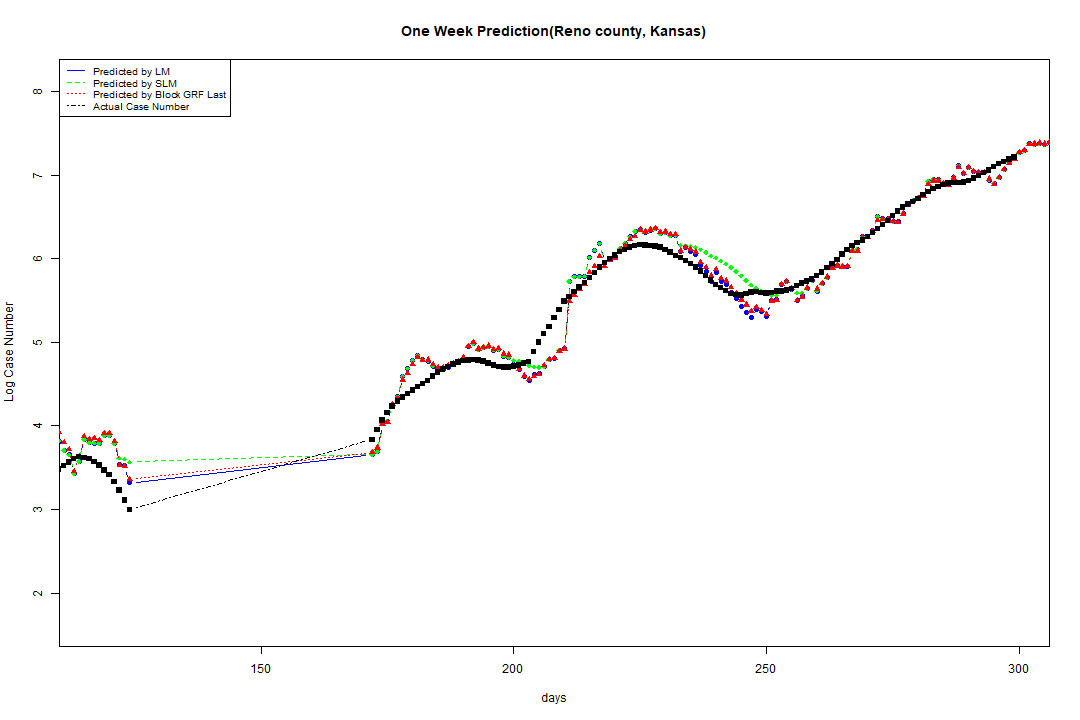 One Week Prediction(Reno county, Kansas)
Predicted by LM
Predicted by SLM
Predicted by Block GRF Last
Actual Case Number
8
7
6
5
4
3
2
Log Case Number
150 200 250 300
days